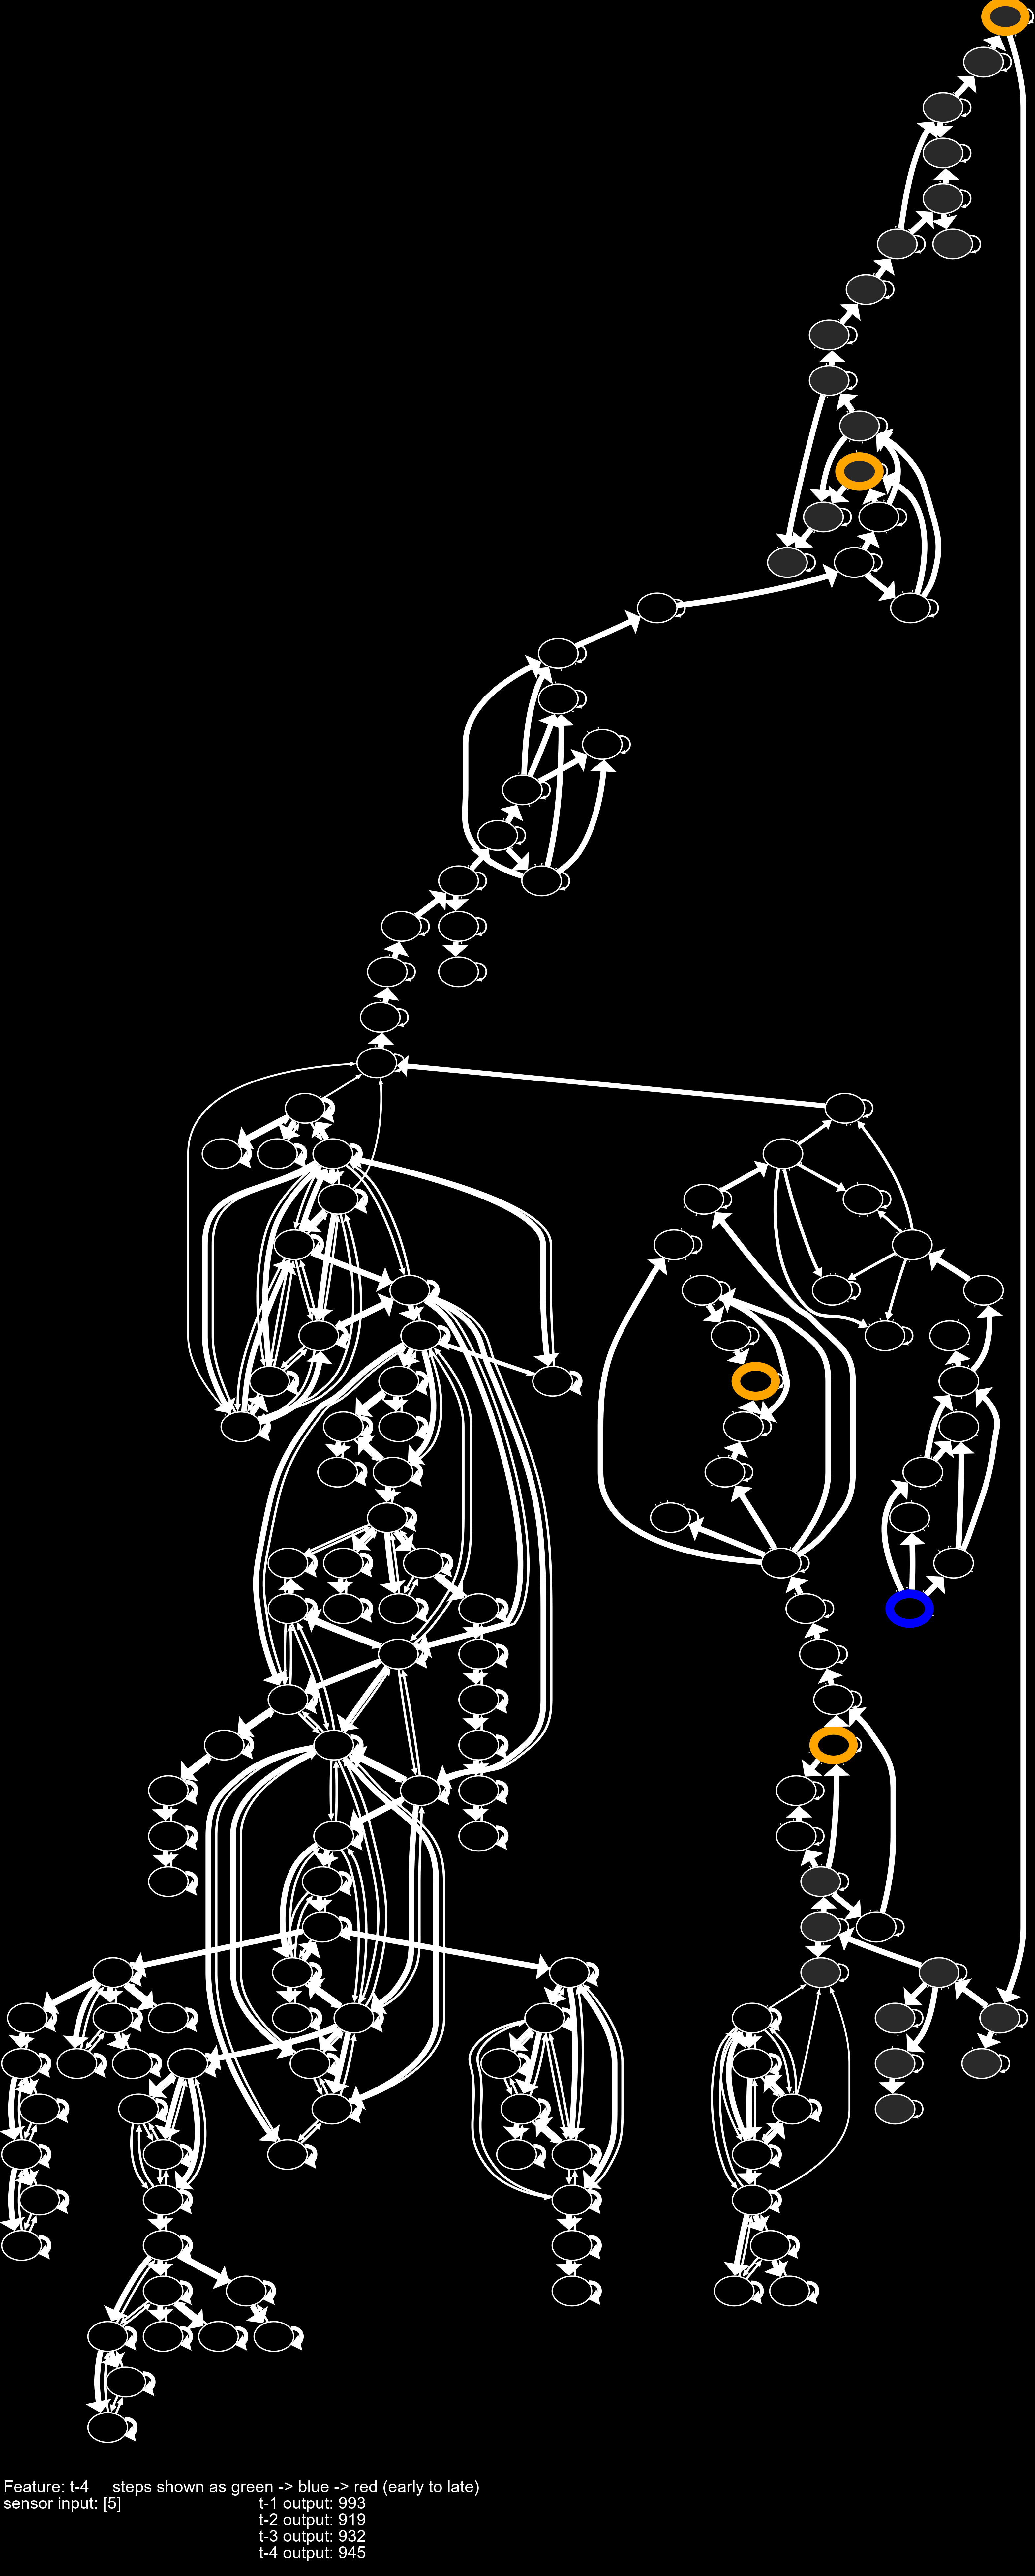 Feature: t-4 steps shown as green -> blue -> red (early to late)
sensor input: [5] t-1 output: 993
t-2 output: 919
t-3 output: 932
t-4 output: 945